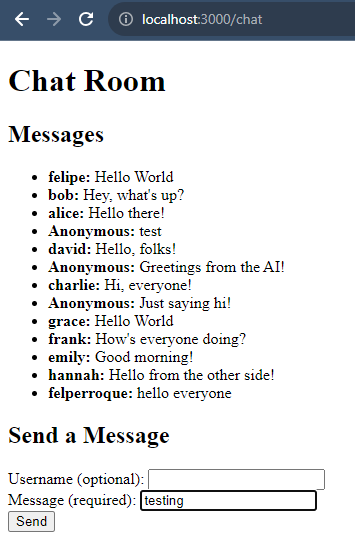 localhost:3000/chat
Chat Room
Messages
felipe: Hello World
bob: Hey, what's up?
alice: Hello there!
Anonymous: test
david: Hello, folks!
Anonymous: Greetings from the AI!
charlie: Hi, everyone!
Anonymous: Just saying hi!
grace: Hello World
frank: How's everyone doing?
emily: Good morning!
hannah: Hello from the other side!
felperroque: hello everyone
Send a Message
Username (optional):
Message (required): testing
Send